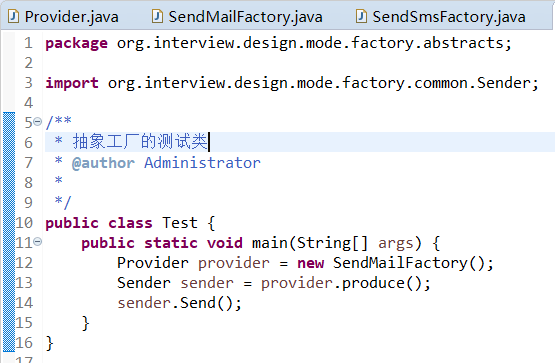 Provider.java SendMailFactory.java SendSmsFactory.java
1 package org.interview.design.mode.factory.abstracts;
2
3 import org.interview.design.mode.factory.common.Sender;
4
5 /**
6 * 抽象工厂的测试类
7 * @author Administrator
8 *
9 */
10 public class Test {
11 public static void main(String[] args) {
12 Provider provider = new SendMailFactory();
13 Sender sender = provider.produce();
14 sender.Send();
15 }
16 }
17